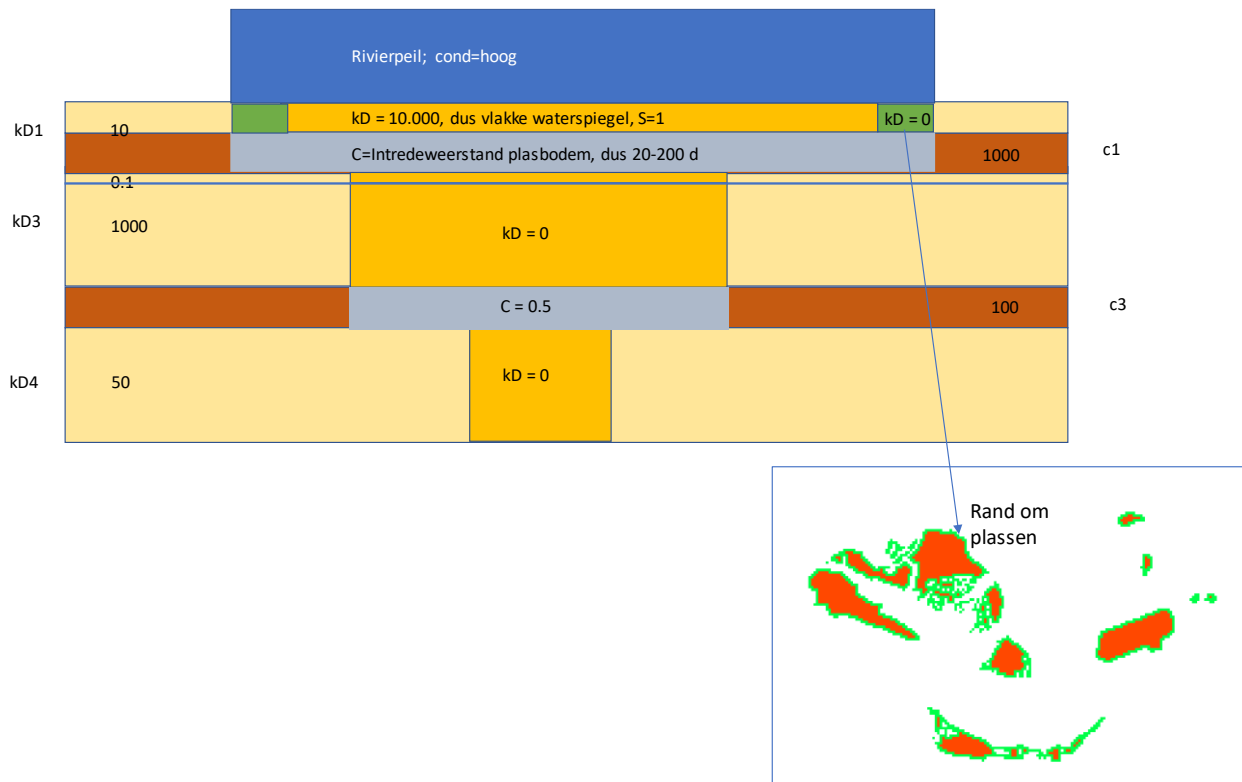 Rivierpeil; cond=hoog
kD1
10
kD = 10.000, dus vlakke waterspiegel, S=1
kD = 0
C=Intredeweerstand plasbodem, dus 20-200 d
1000
c1
0.1
kD3
1000
kD = 0
C = 0.5
100
c3
kD4
50
kD = 0
Rand om
plassen